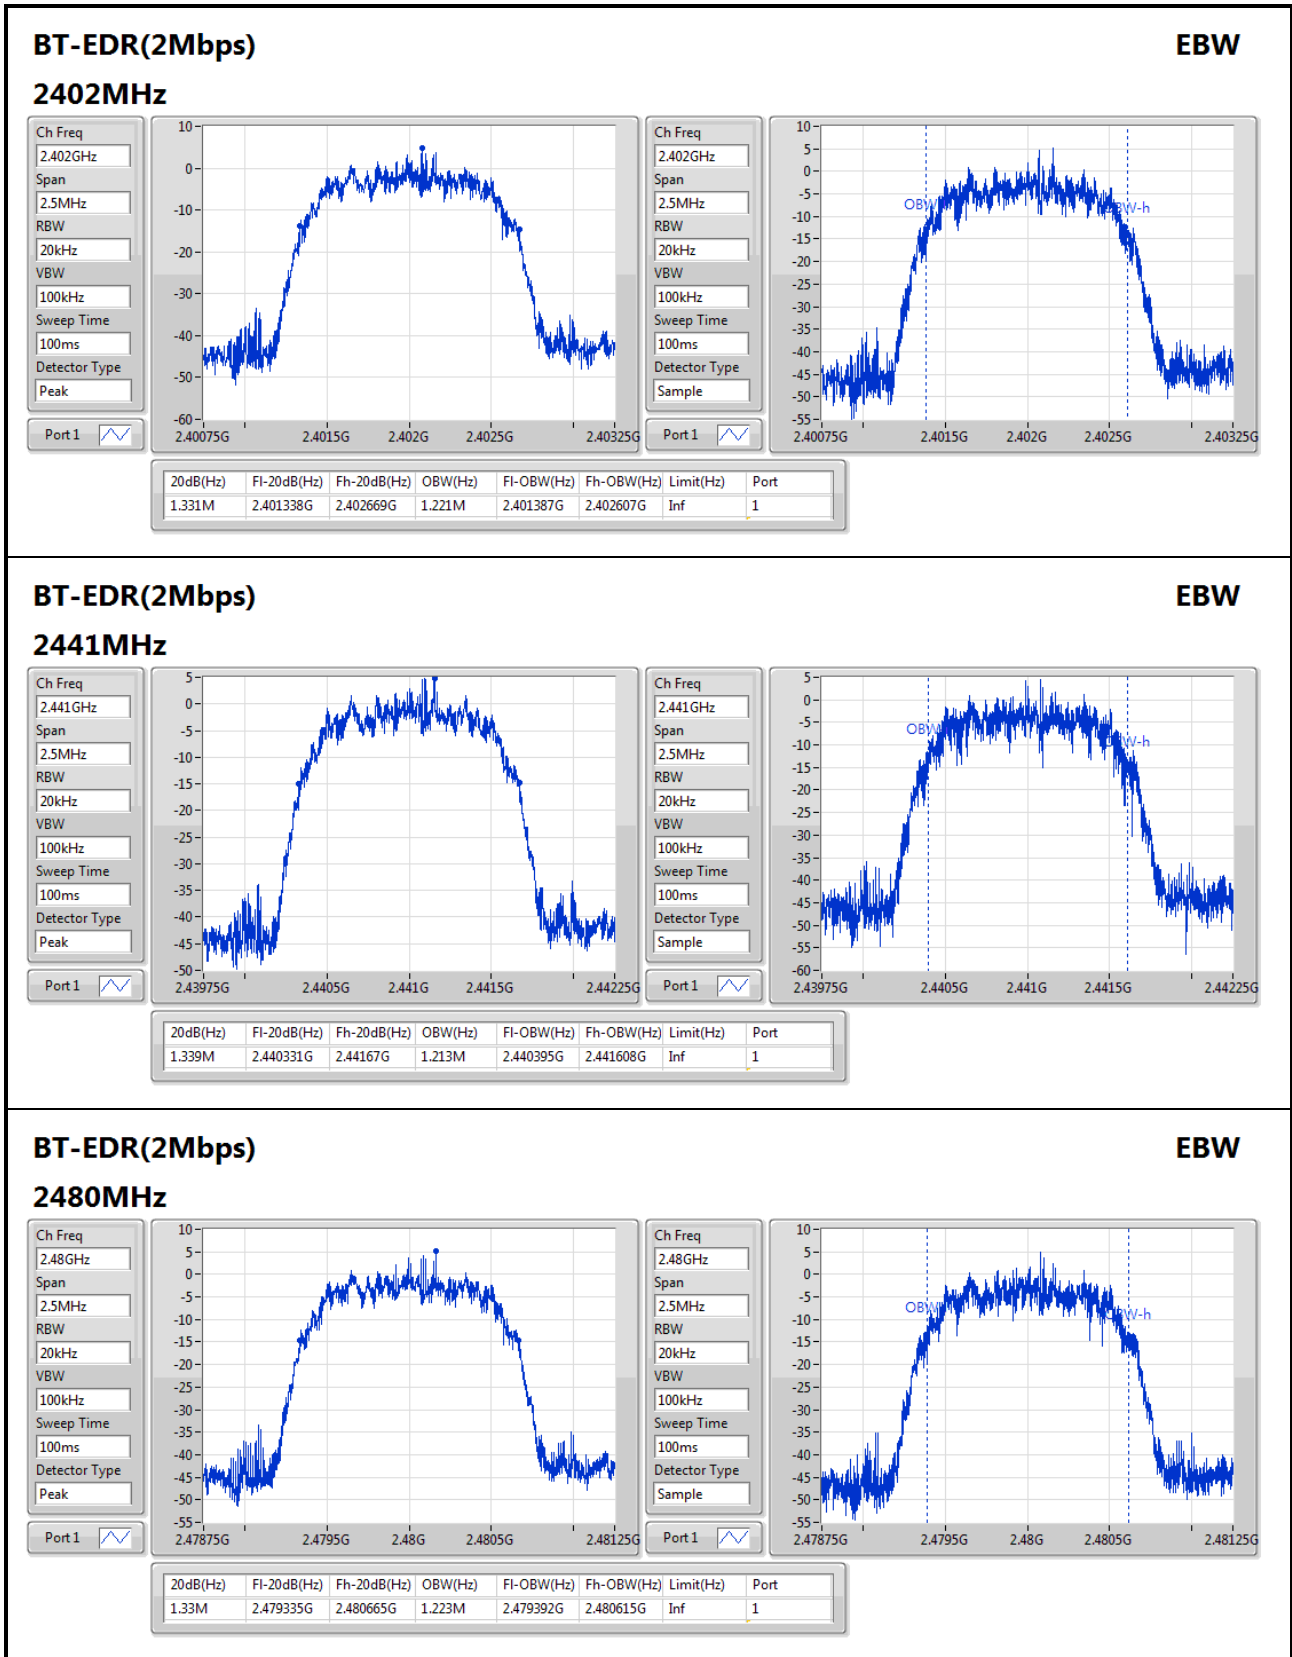 BT-EDR(2Mbps) EBW
2402MHz
Ch Freq
2.402GHz
Span
2.5MHz
RBW
20kHz
VBW
100kHz
Sweep Time
100ms
Detector Type
Peak
Port 1
10
0
-10
-20
-30
-40
-50
-60
2.40075G 2.4015G 2.402G 2.4025G 2.40325G
Ch Freq
2.402GHz
Span
2.5MHz
RBW
20kHz
VBW
100kHz
Sweep Time
100ms
Detector Type
Sample
Port 1
10
5
0
-5
-10
-15
-20
-25
-30
-35
-40
-45
-50
-55
OBW
OBW-h
2.40075G 2.4015G 2.402G 2.4025G 2.40325G
20dB(Hz) Fl-20dB(Hz) Fh-20dB(Hz) OBW(Hz) Fl-OBW(Hz) Fh-OBW(Hz) Limit(Hz) Port
1.331M 2.401338G 2.402669G 1.221M 2.401387G 2.402607G Inf 1
BT-EDR(2Mbps) EBW
2441MHz
Ch Freq
2.441GHz
Span
2.5MHz
RBW
20kHz
VBW
100kHz
Sweep Time
100ms
Detector Type
Peak
Port 1
5
0
-5
-10
-15
-20
-25
-30
-35
-40
-45
-50
2.43975G 2.4405G 2.441G 2.4415G 2.44225G
Ch Freq
2.441GHz
Span
2.5MHz
RBW
20kHz
VBW
100kHz
Sweep Time
100ms
Detector Type
Sample
Port 1
5
0
-5
-10
-15
-20
-25
-30
-35
-40
-45
-50
-55
-60
OBW
OBW-h
2.43975G 2.4405G 2.441G 2.4415G 2.44225G
20dB(Hz) Fl-20dB(Hz) Fh-20dB(Hz) OBW(Hz) Fl-OBW(Hz) Fh-OBW(Hz) Limit(Hz) Port
1.339M 2.440331G 2.44167G 1.213M 2.440395G 2.441608G Inf 1
BT-EDR(2Mbps) EBW
2480MHz
Ch Freq
2.48GHz
Span
2.5MHz
RBW
20kHz
VBW
100kHz
Sweep Time
100ms
Detector Type
Peak
Port 1
10
5
0
-5
-10
-15
-20
-25
-30
-35
-40
-45
-50
-55
2.47875G 2.4795G 2.48G 2.4805G 2.48125G
Ch Freq
2.48GHz
Span
2.5MHz
RBW
20kHz
VBW
100kHz
Sweep Time
100ms
Detector Type
Sample
Port 1
10
5
0
-5
-10
-15
-20
-25
-30
-35
-40
-45
-50
-55
OBW
OBW-h
2.47875G 2.4795G 2.48G 2.4805G 2.48125G
20dB(Hz) Fl-20dB(Hz) Fh-20dB(Hz) OBW(Hz) Fl-OBW(Hz) Fh-OBW(Hz) Limit(Hz) Port
1.33M 2.479335G 2.480665G 1.223M 2.479392G 2.480615G Inf 1